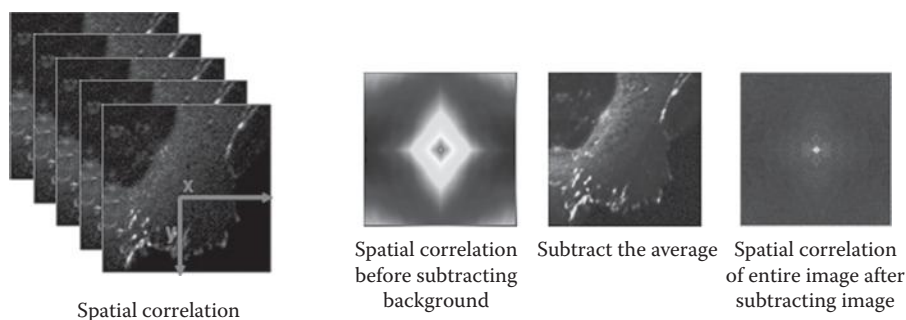 x
y
Spatial correlation
Spatial correlation
before subtracting
background
Subtract the average
Spatial correlation
of entire image after
subtracting image